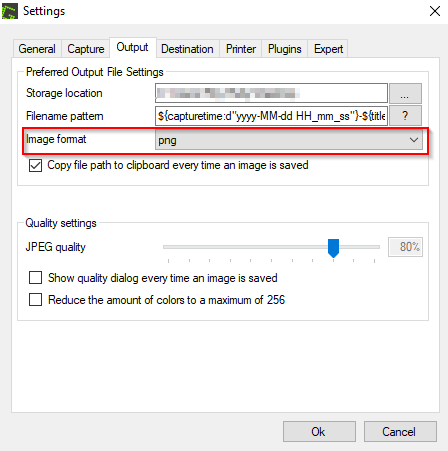 Settings
General Capture Output Destination Printer Plugins Expert
Preferred Output File Settings
Storage location ...
Filename pattern ${capturetime:d"yyyy-MM-dd HH_mm_ss"}-${title ?
Image format png
Copy file path to clipboard every time an image is saved
Quality settings
JPEG quality 80%
Show quality dialog every time an image is saved
Reduce the amount of colors to a maximum of 256
Ok Cancel